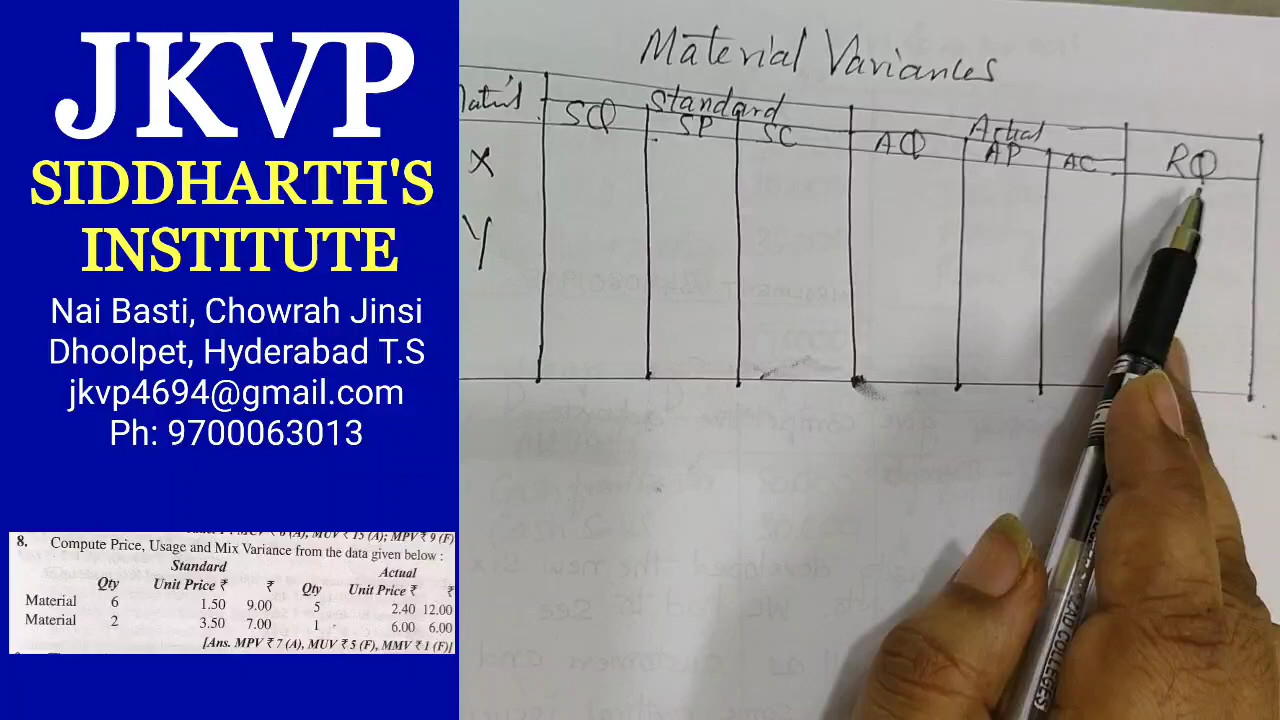 JKVP
SIDDHARTH'S
INSTITUTE
Nai Basti, Chowrah Jinsi
Dhoolpet, Hyderabad T.S
jkvp4694@gmail.com
Ph: 9700063013
8. Compute Price, Usage and Mix Variance from the data given below :
Standard Actual
Qty Unit Price ₹ ₹ Qty Unit Price ₹ ₹
Material 6 1.50 9.00 5 2.40 12.00
Material 2 3.50 7.00 1 6.00 6.00
[Ans. MPV ₹ 7 (A), MUV ₹ 5 (F), MMV ₹ 1 (F)]
Material Variances
Standard Actual
SQ SP SC AQ AP AC RQ
X
Y